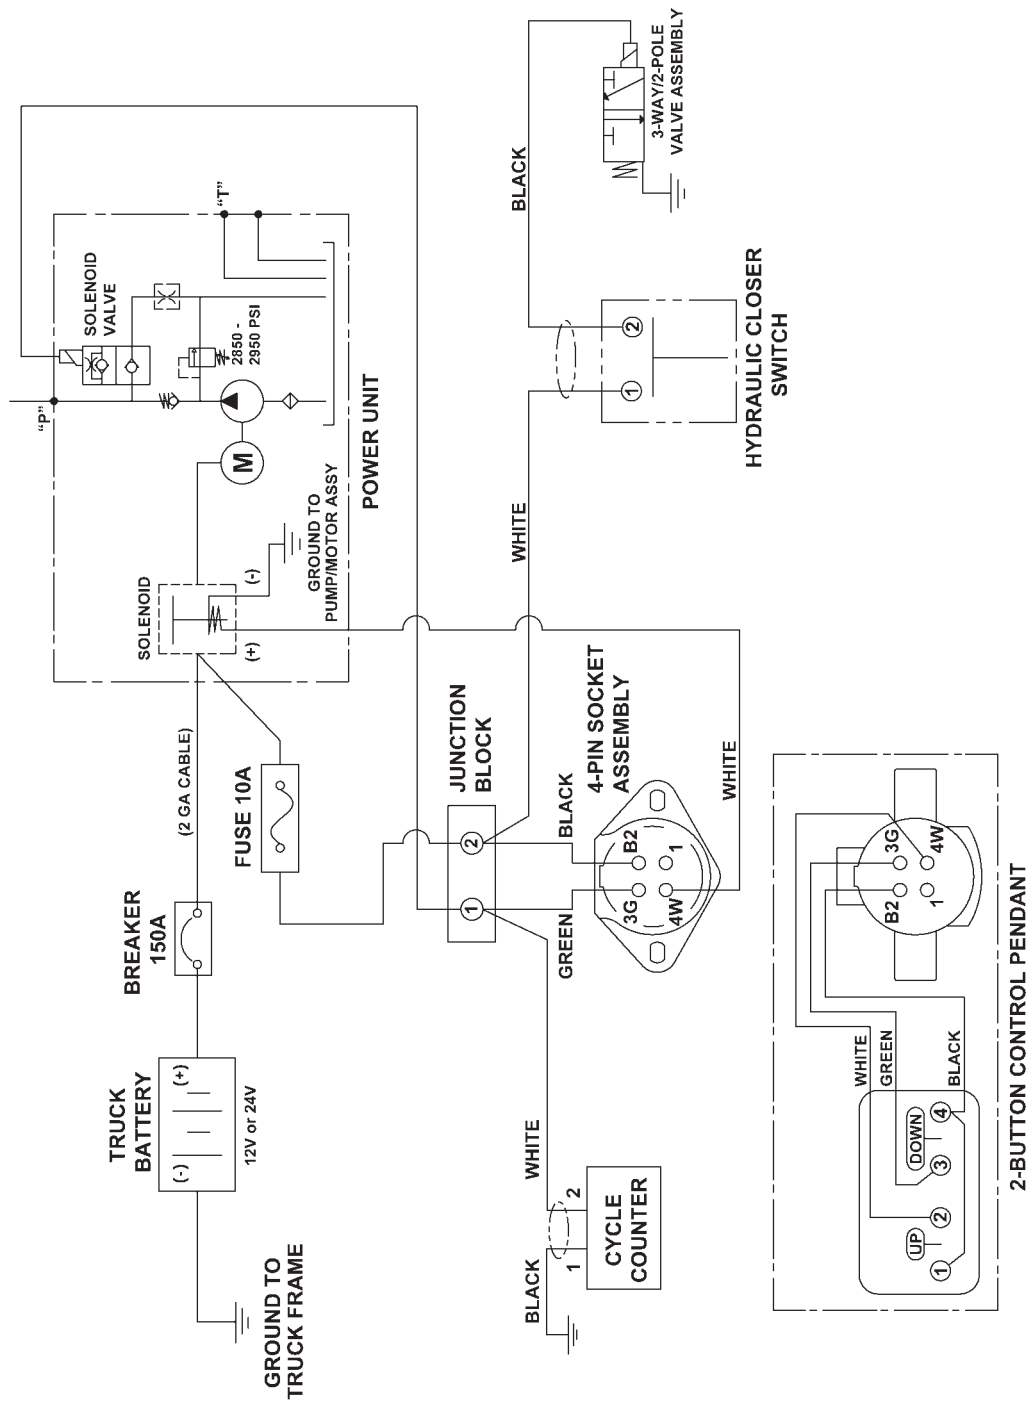 GROUND TO
TRUCK FRAME
TRUCK
BATTERY
(-)
(+)
12V or 24V
BREAKER
150A
(2 GA CABLE)
FUSE 10A
SOLENOID
(+)
(-)
GROUND TO
PUMP/MOTOR ASSY
M
POWER UNIT
"P"
SOLENOID
VALVE
2850 -
2950 PSI
"T"
BLACK
1
2
WHITE
CYCLE
COUNTER
JUNCTION
BLOCK
1
2
GREEN
BLACK
4-PIN SOCKET
ASSEMBLY
3G
B2
4W
1
WHITE
WHITE
BLACK
1
2
HYDRAULIC CLOSER
SWITCH
3-WAY/2-POLE
VALVE ASSEMBLY
WHITE
GREEN
BLACK
UP
DOWN
1
2
3
4
B2
3G
1
4W
2-BUTTON CONTROL PENDANT